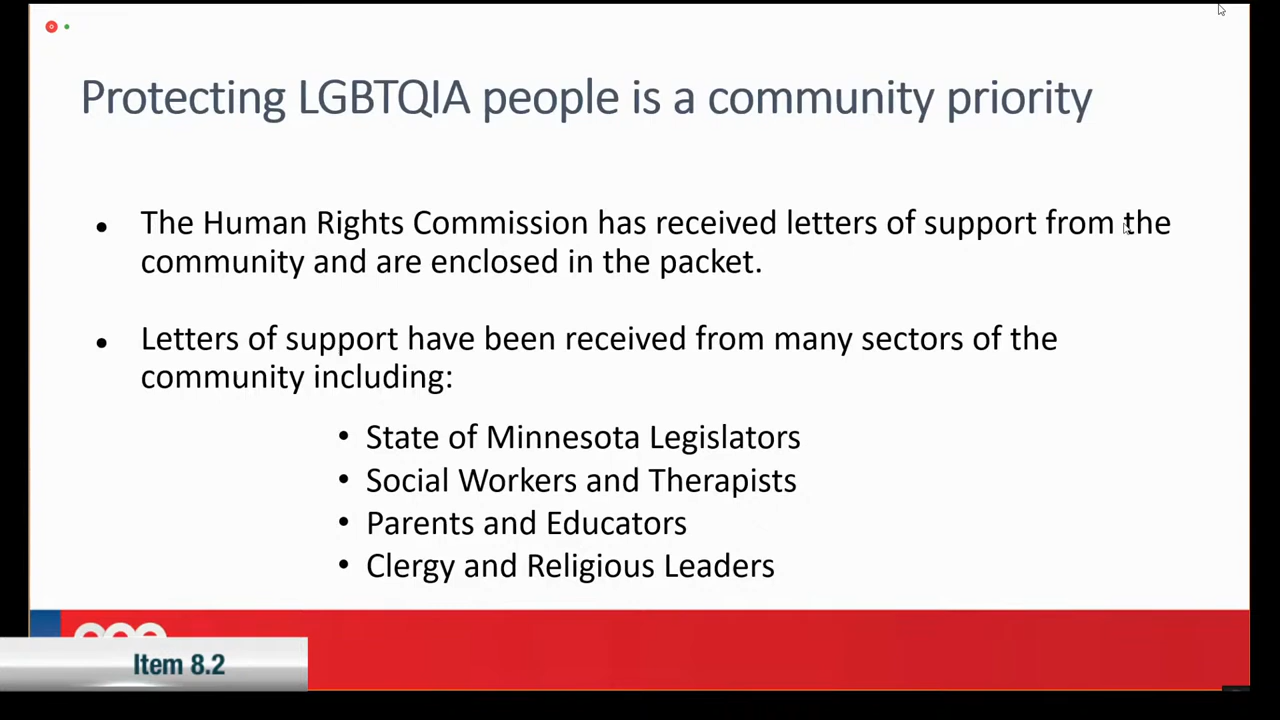 Protecting LGBTQIA people is a community priority
• The Human Rights Commission has received letters of support from the
community and are enclosed in the packet.
• Letters of support have been received from many sectors of the
community including:
• State of Minnesota Legislators
• Social Workers and Therapists
• Parents and Educators
• Clergy and Religious Leaders
Item 8.2